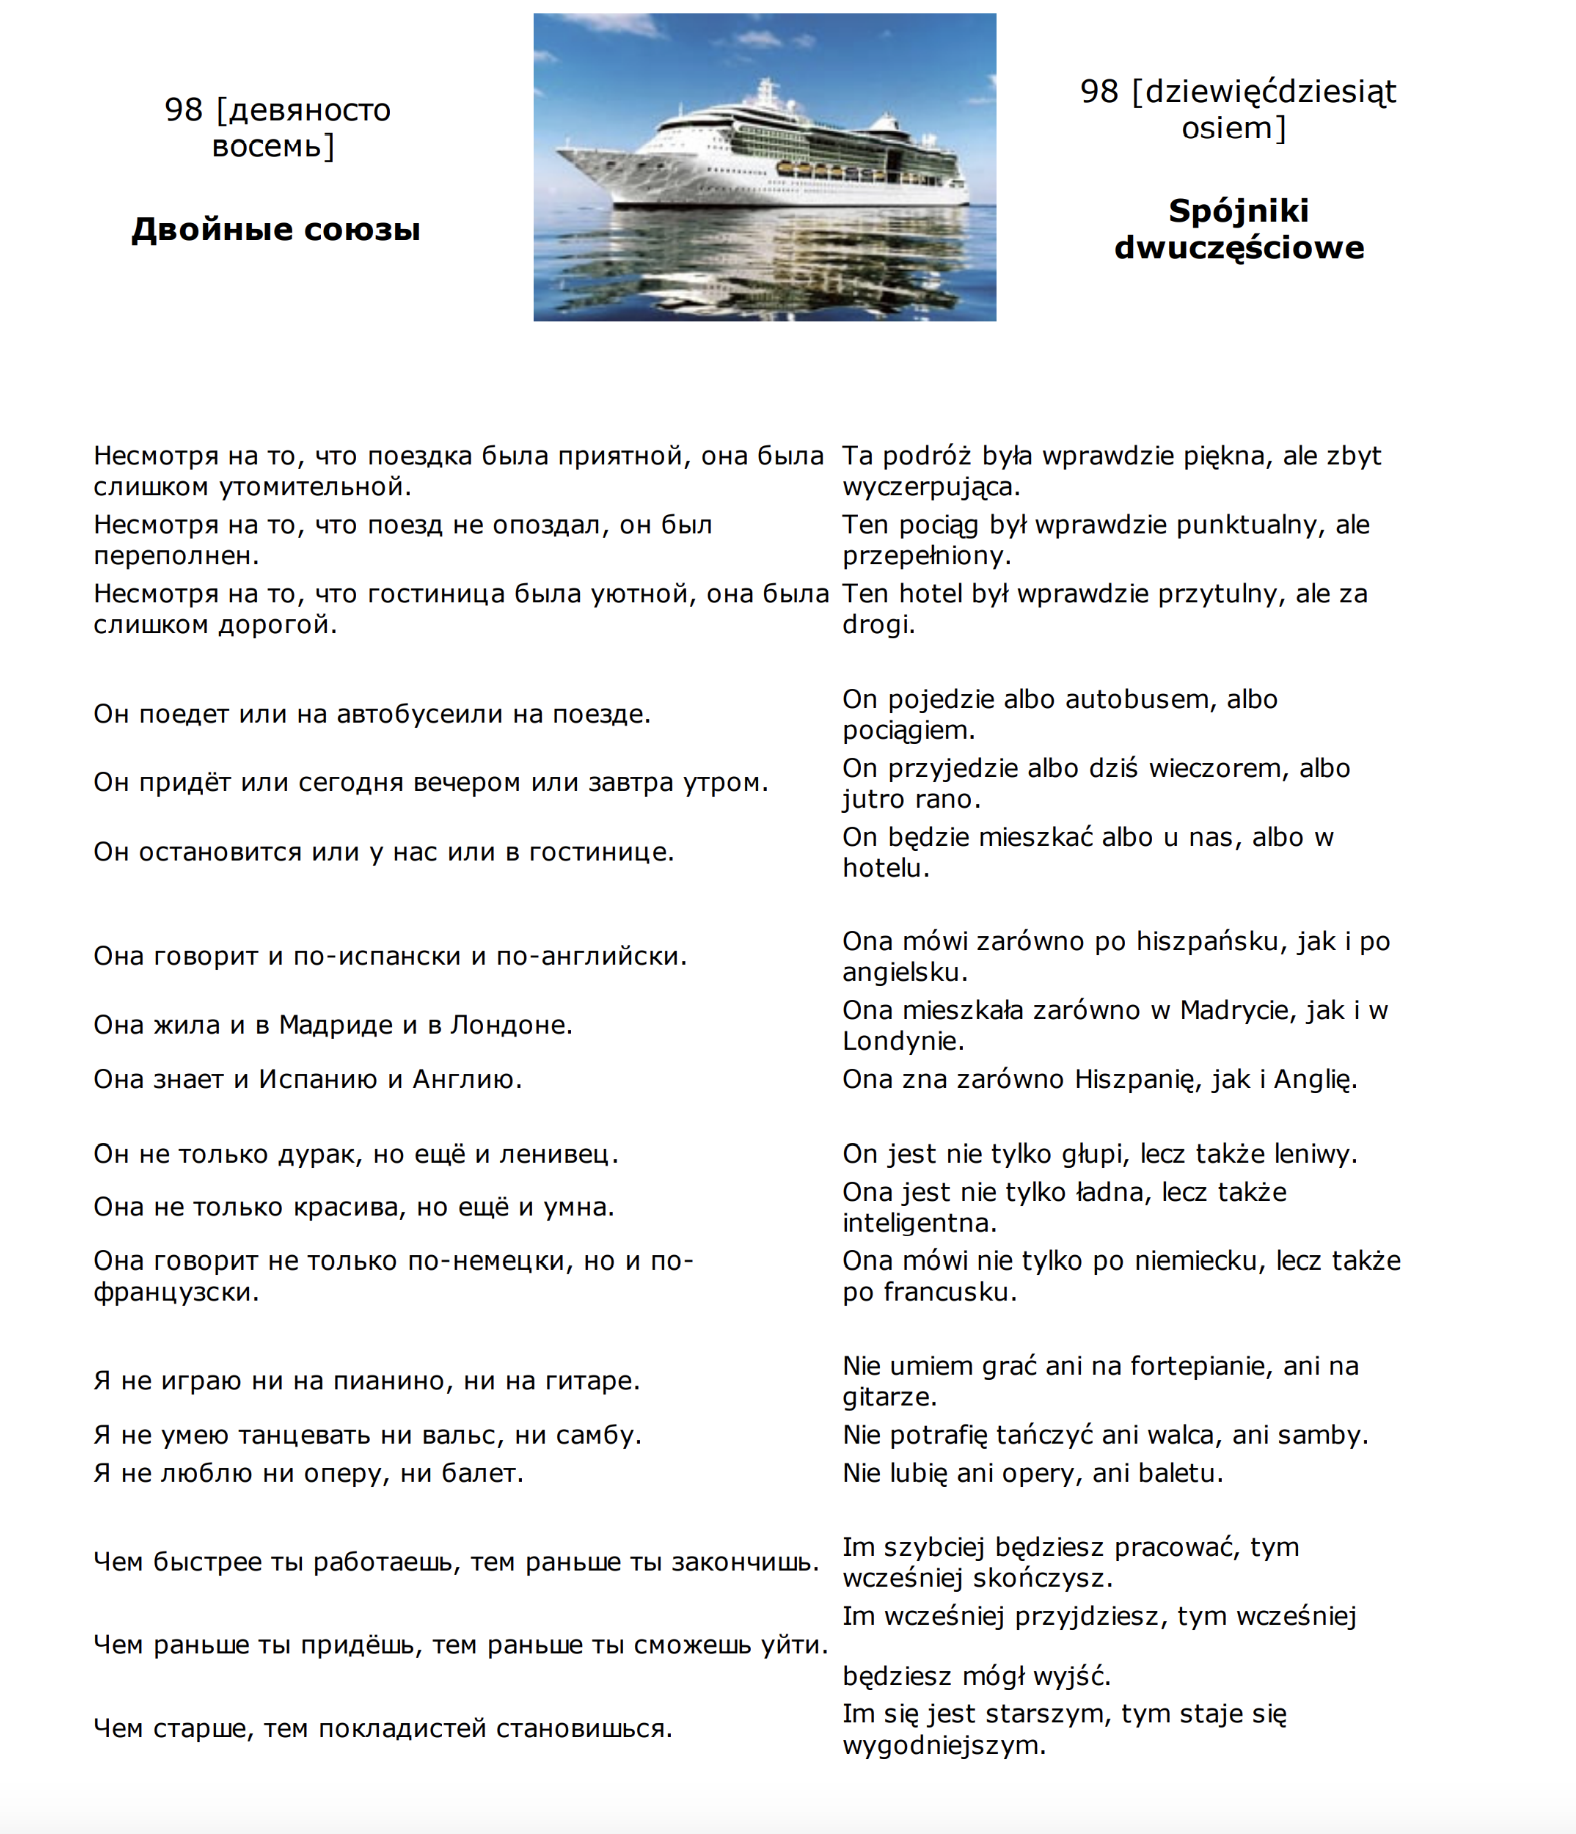 98 [девяносто
восемь]
Двойные союзы
98 [dziewięćdziesiąt
osiem]
Spójniki
dwuczęściowe
Несмотря на то, что поездка была приятной, она была
слишком утомительной.
Ta podróż była wprawdzie piękna, ale zbyt
wyczerpująca.
Несмотря на то, что поезд не опоздал, он был
переполнен.
Ten pociąg był wprawdzie punktualny, ale
przepełniony.
Несмотря на то, что гостиница была уютной, она была
слишком дорогой.
Ten hotel był wprawdzie przytulny, ale za
drogi.
Он поедет или на автобусеили на поезде.
On pojedzie albo autobusem, albo
pociągiem.
Он придёт или сегодня вечером или завтра утром.
On przyjedzie albo dziś wieczorem, albo
jutro rano.
Он остановится или у нас или в гостинице.
On będzie mieszkać albo u nas, albo w
hotelu.
Она говорит и по-испански и по-английски.
Ona mówi zarówno po hiszpańsku, jak i po
angielsku.
Она жила и в Мадриде и в Лондоне.
Ona mieszkała zarówno w Madrycie, jak i w
Londynie.
Она знает и Испанию и Англию.
Ona zna zarówno Hiszpanię, jak i Anglię.
Он не только дурак, но ещё и ленивец.
On jest nie tylko głupi, lecz także leniwy.
Она не только красива, но ещё и умна.
Ona jest nie tylko ładna, lecz także
inteligentna.
Она говорит не только по-немецки, но и по-
французски.
Ona mówi nie tylko po niemiecku, lecz także
po francusku.
Я не играю ни на пианино, ни на гитаре.
Nie umiem grać ani na fortepianie, ani na
gitarze.
Я не умею танцевать ни вальс, ни самбу.
Nie potrafię tańczyć ani walca, ani samby.
Я не люблю ни оперу, ни балет.
Nie lubię ani opery, ani baletu.
Чем быстрее ты работаешь, тем раньше ты закончишь.
Im szybciej będziesz pracować, tym
wcześniej skończysz.
Чем раньше ты придёшь, тем раньше ты сможешь уйти.
Im wcześniej przyjdziesz, tym wcześniej
będziesz mógł wyjść.
Чем старше, тем покладистей становишься.
Im się jest starszym, tym staje się
wygodniejszym.